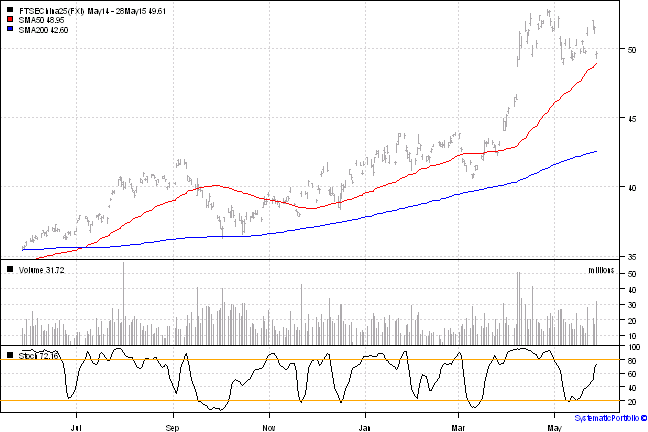 FTSEChina25(FXI) May14 - 28May15 49.61
SMA50 48.95
SMA200 42.60
50
45
40
35
Volume 31.72
millions
50
40
30
20
10
Stoch 72.16
100
80
60
40
20
Jul
Sep
Nov
Jan
Mar
May
SystematicPortfolio ©